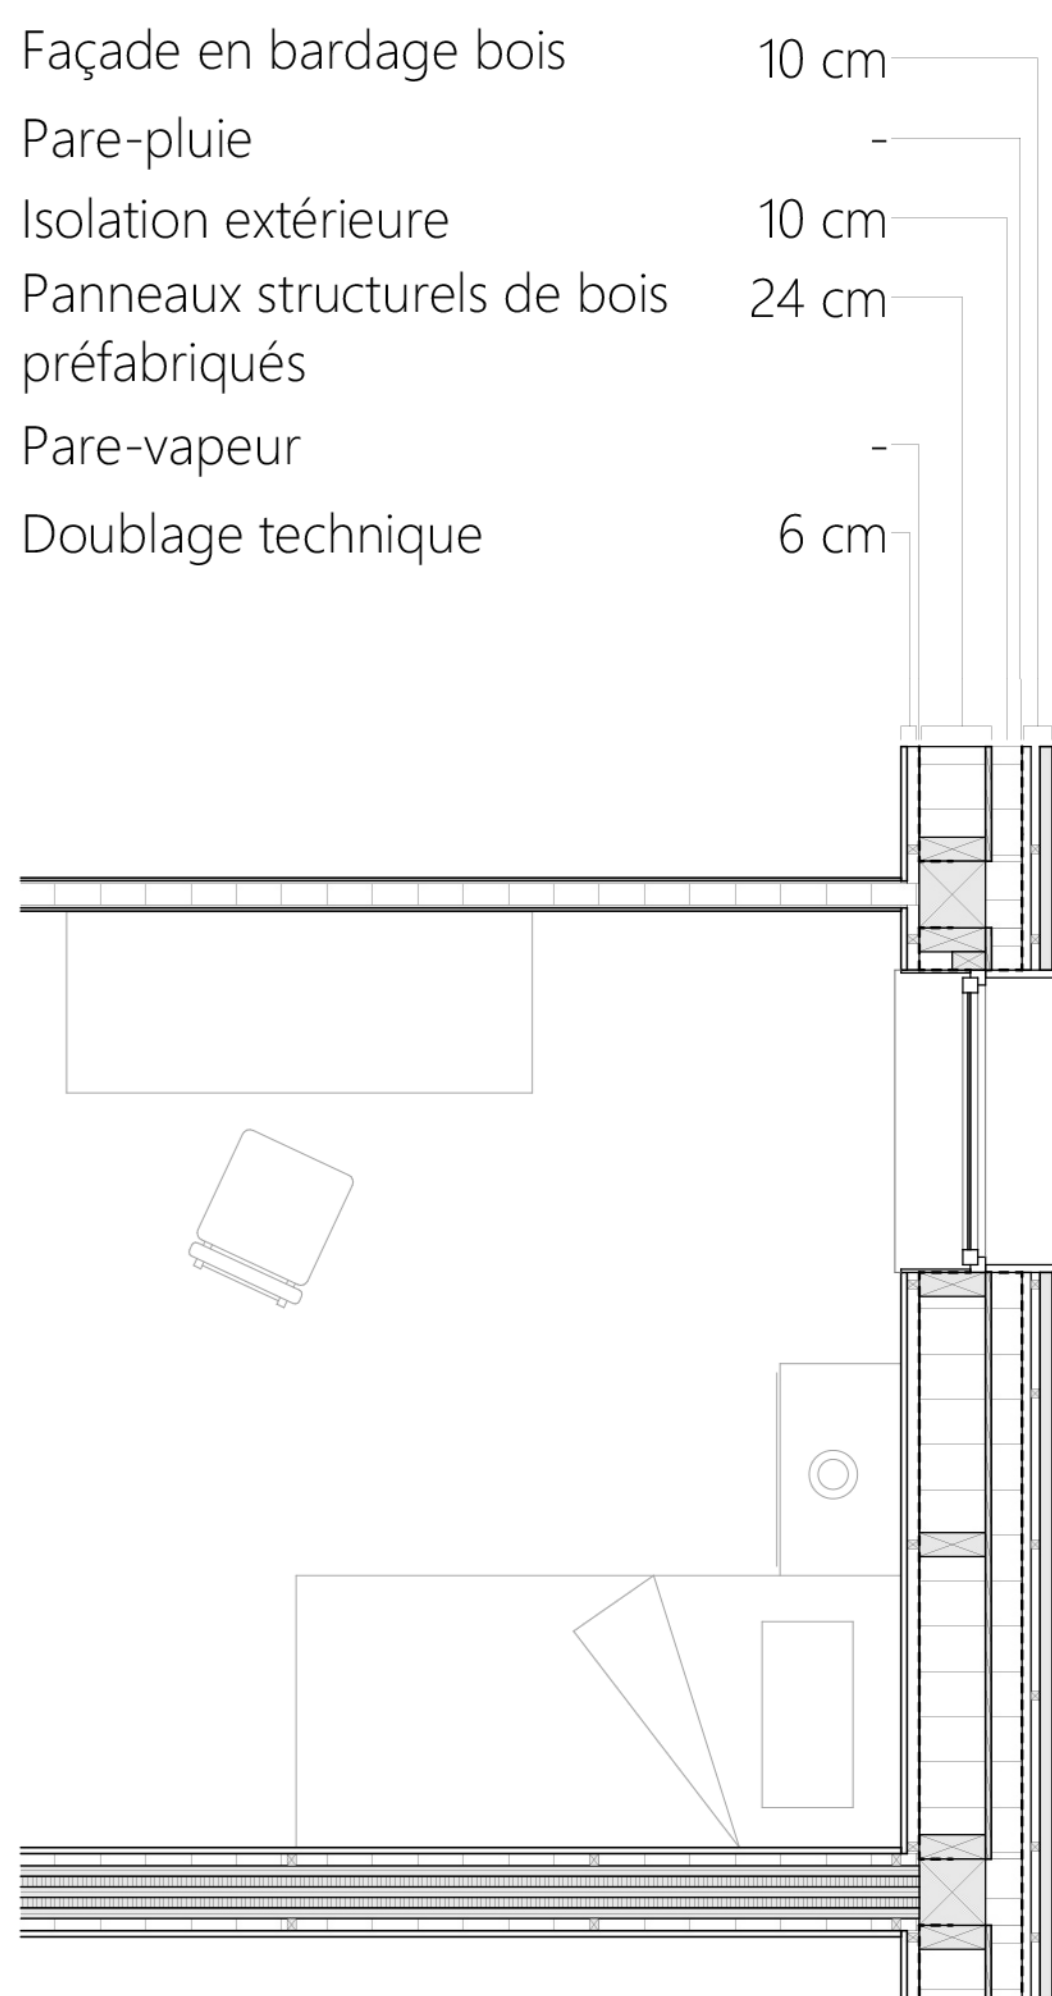 Façade en bardage bois 10 cm
Pare-pluie -
Isolation extérieure 10 cm
Panneaux structurels de bois 24 cm
préfabriqués
Pare-vapeur -
Doublage technique 6 cm